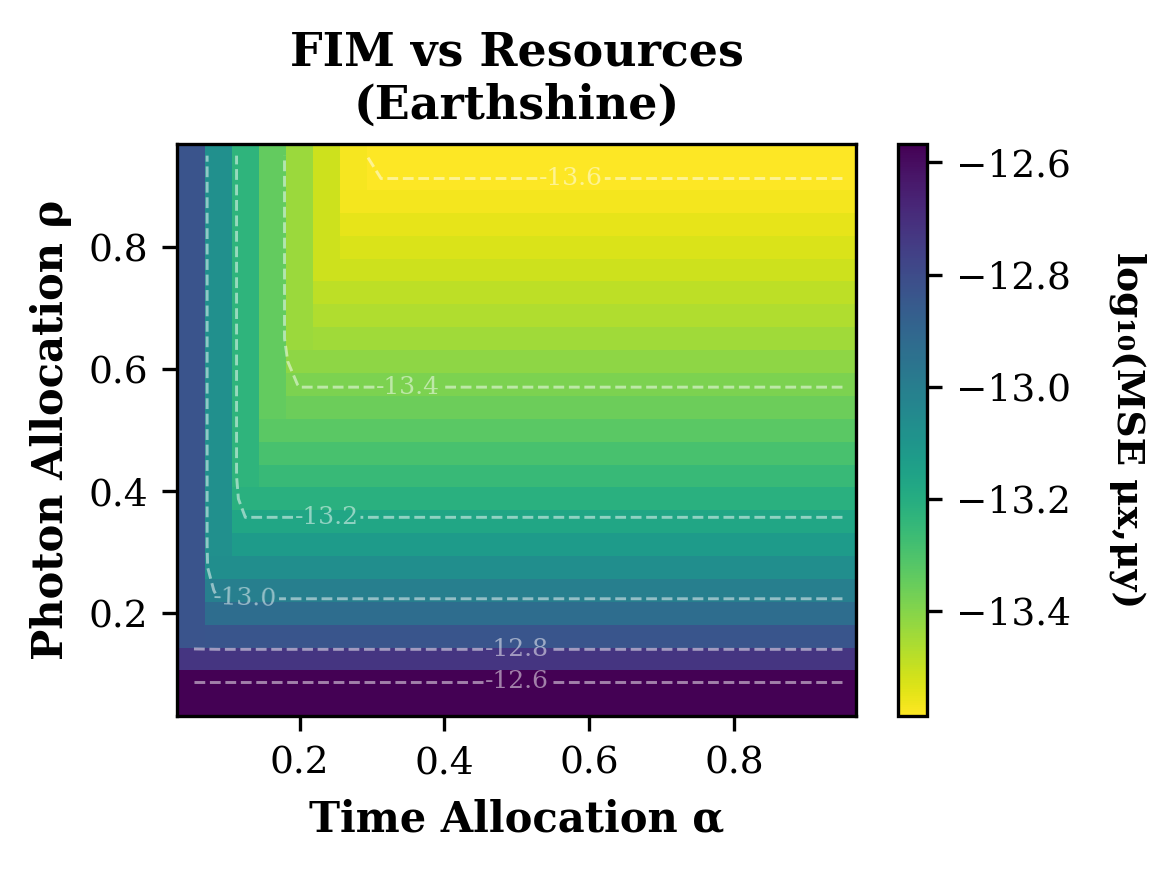 FIM vs Resources
(Earthshine)
Photon Allocation ρ
0.8
0.6
0.4
0.2
-13.6
-13.4
-13.2
-13.0
-12.8
-12.6
0.2 0.4 0.6 0.8
Time Allocation α
−12.6
−12.8
−13.0
−13.2
−13.4
log₁₀(MSE μx,μy)